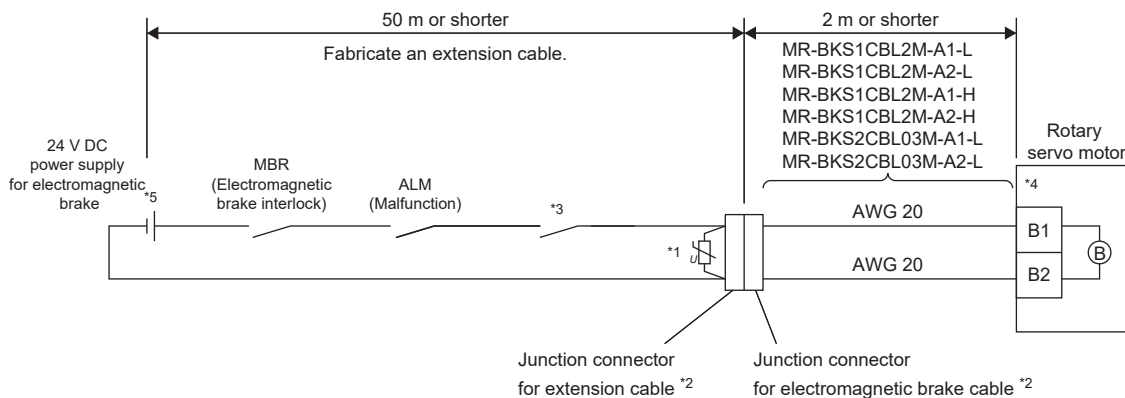 50 m or shorter
2 m or shorter
Fabricate an extension cable.
MR-BKS1CBL2M-A1-L
MR-BKS1CBL2M-A2-L
MR-BKS1CBL2M-A1-H
MR-BKS1CBL2M-A2-H
MR-BKS2CBL03M-A1-L
MR-BKS2CBL03M-A2-L
24 V DC
power supply
for electromagnetic
brake
*5
MBR
(Electromagnetic
brake interlock)
ALM
(Malfunction)
*3
*1
U
AWG 20
AWG 20
Rotary
servo motor
*4
B1
B2
B
Junction connector
for extension cable *2
Junction connector
for electromagnetic brake cable *2